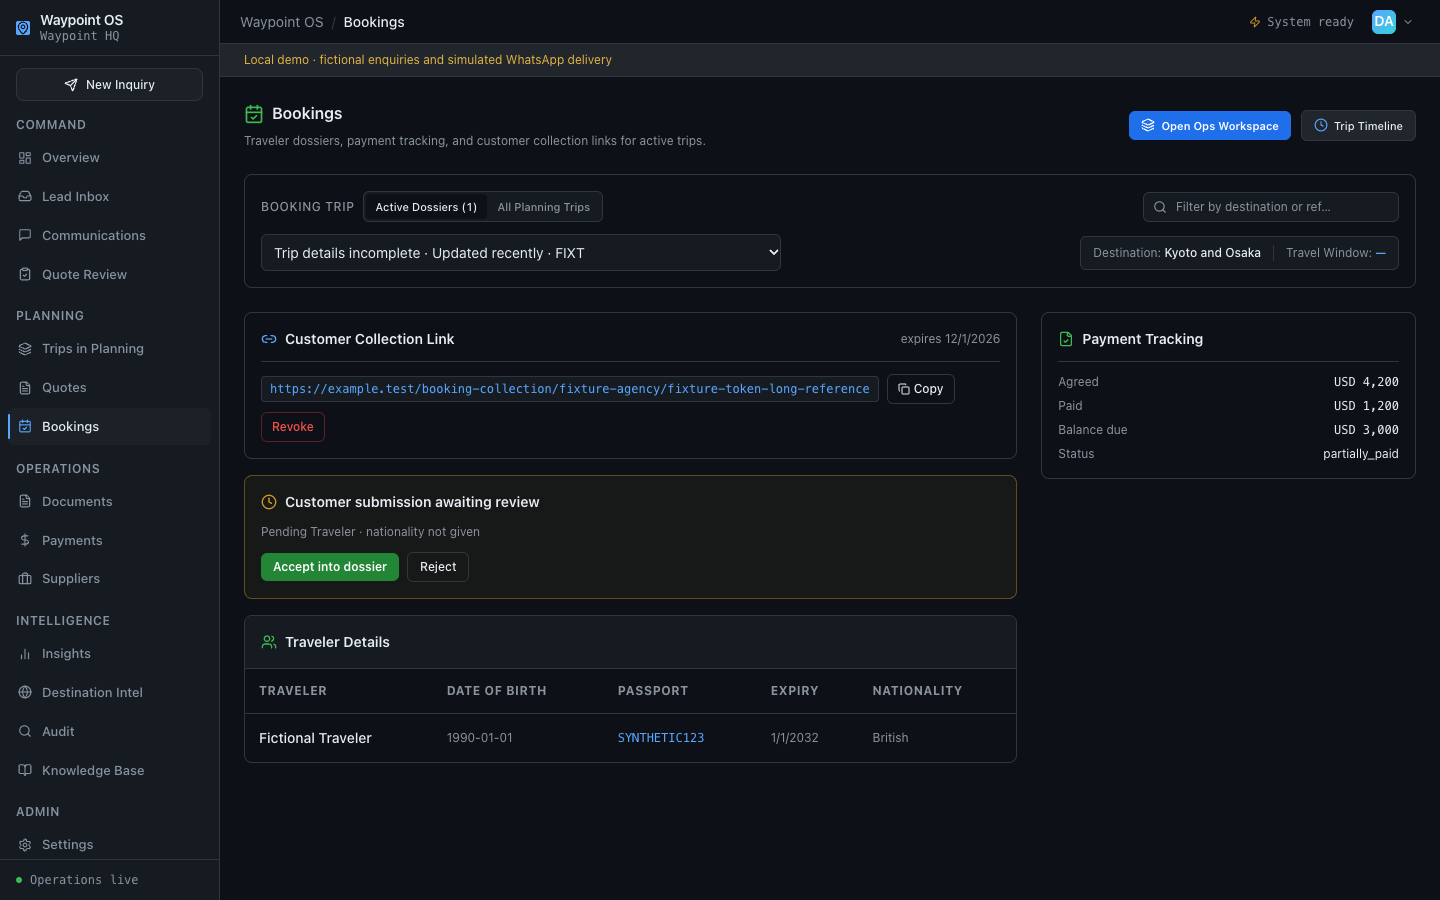 Waypoint OS
Waypoint HQ
New Inquiry
COMMAND
Overview
Lead Inbox
Communications
Quote Review
PLANNING
Trips in Planning
Quotes
Bookings
OPERATIONS
Documents
Payments
Suppliers
INTELLIGENCE
Insights
Destination Intel
Audit
Knowledge Base
ADMIN
Settings
Operations live
Waypoint OS / Bookings
System ready
DA
Local demo · fictional enquiries and simulated WhatsApp delivery
Bookings
Traveler dossiers, payment tracking, and customer collection links for active trips.
Open Ops Workspace
Trip Timeline
BOOKING TRIP
Active Dossiers (1)
All Planning Trips
Filter by destination or ref...
Trip details incomplete · Updated recently · FIXT
Destination: Kyoto and Osaka
Travel Window: —
Customer Collection Link
expires 12/1/2026
https://example.test/booking-collection/fixture-agency/fixture-token-long-reference
Copy
Revoke
Customer submission awaiting review
Pending Traveler · nationality not given
Accept into dossier
Reject
Traveler Details
TRAVELER DATE OF BIRTH PASSPORT EXPIRY NATIONALITY
Fictional Traveler 1990-01-01 SYNTHETIC123 1/1/2032 British
Payment Tracking
Agreed USD 4,200
Paid USD 1,200
Balance due USD 3,000
Status partially_paid